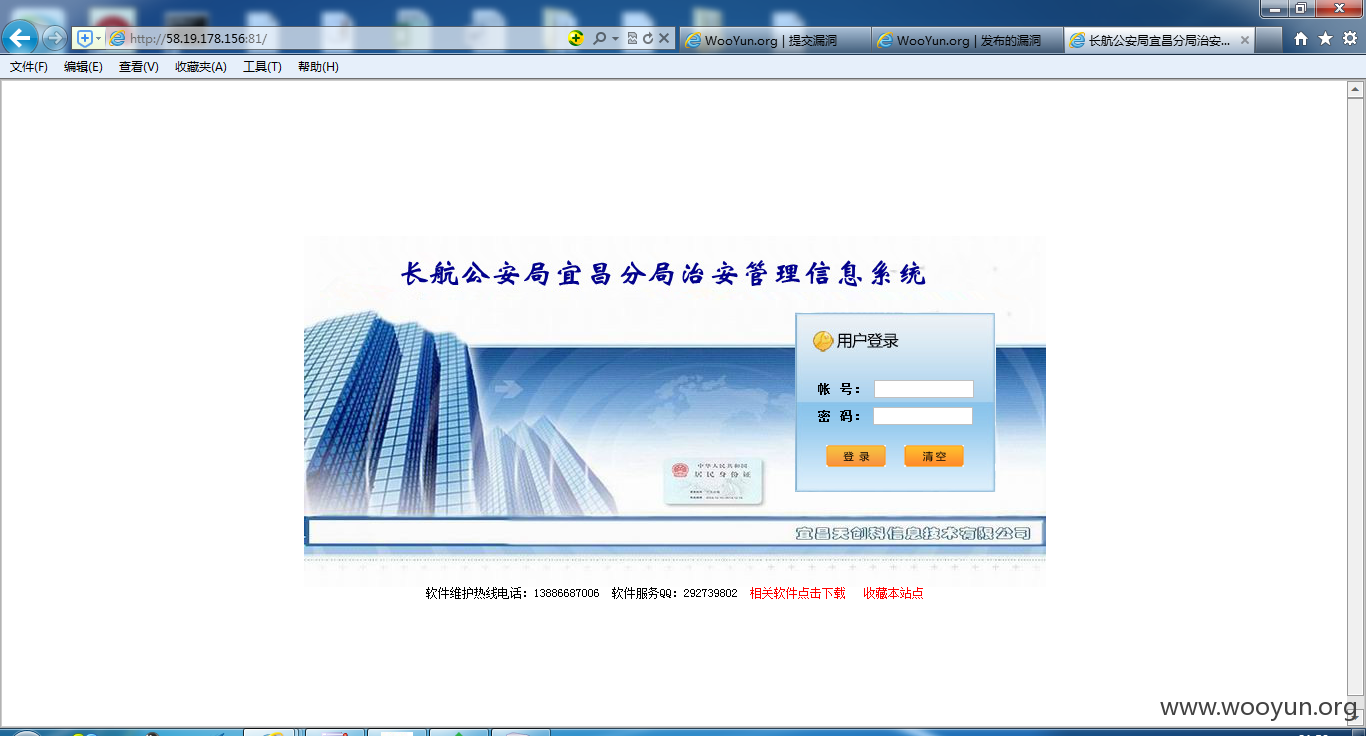 http://58.19.178.156:81/
WooYun.org | 提交漏洞
WooYun.org | 发布的漏洞
长航公安局宜昌分局治安...
文件(F) 编辑(E) 查看(V) 收藏夹(A) 工具(T) 帮助(H)
长航公安局宜昌分局治安管理信息系统
用户登录
帐 号：
密 码：
登 录 清 空
中华人民共和国
居民身份证
宜昌天创科信息技术有限公司
软件维护热线电话：13886687006 软件服务QQ：292739802 相关软件点击下载 收藏本站点
www.wooyun.org